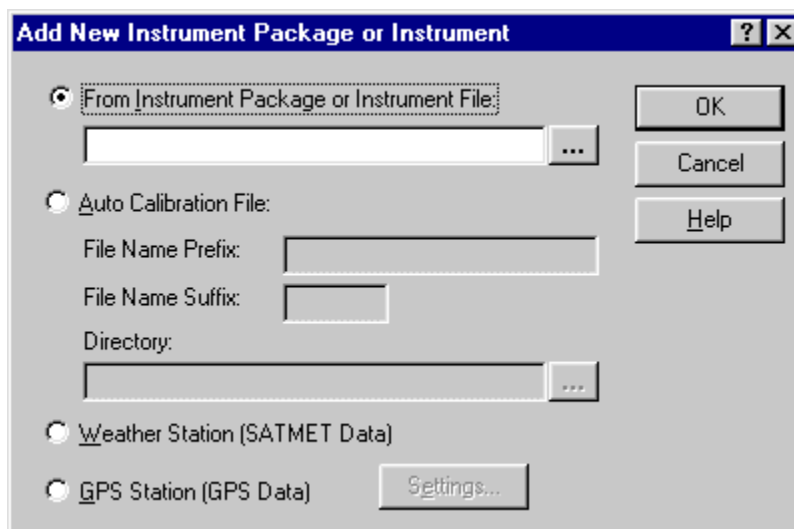 Add New Instrument Package or Instrument
From Instrument Package or Instrument File:
...
OK
Cancel
Help
Auto Calibration File:
File Name Prefix:
File Name Suffix:
Directory:
...
Weather Station (SATMET Data)
GPS Station (GPS Data)
Settings...